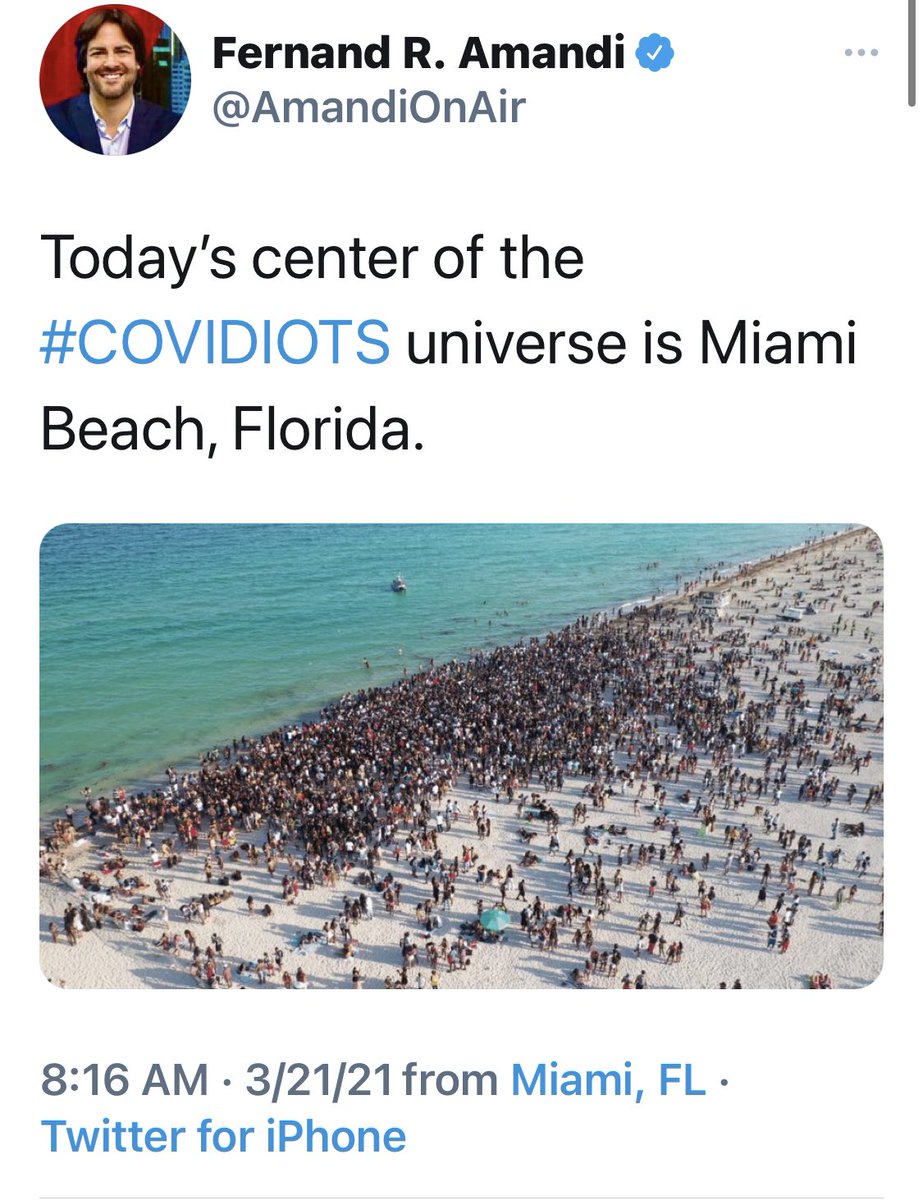 Fernand R. Amandi
@AmandiOnAir
Today’s center of the
#COVIDIOTS universe is Miami
Beach, Florida.
8:16 AM · 3/21/21 from Miami, FL ·
Twitter for iPhone